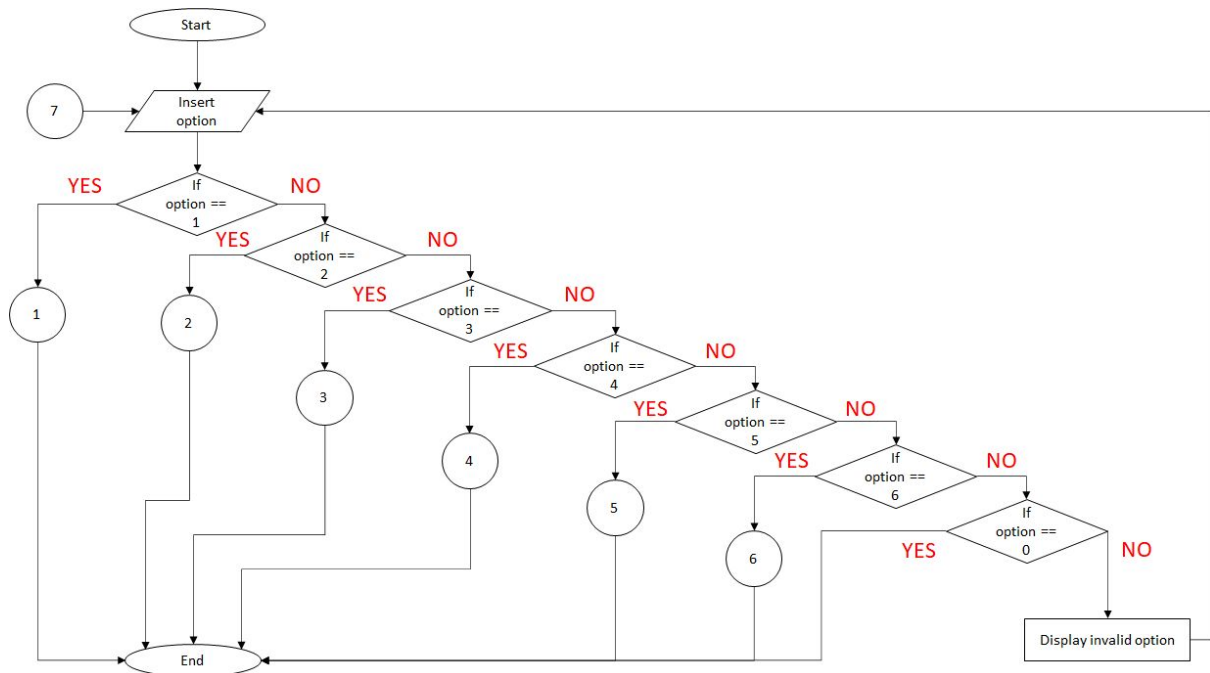 Start
7
Insert
option
YES
If
option ==
1
NO
YES
If
option ==
2
NO
YES
If
option ==
3
NO
YES
If
option ==
4
NO
YES
If
option ==
5
NO
YES
If
option ==
6
NO
YES
If
option ==
0
NO
1
2
3
4
5
6
Display invalid option
End